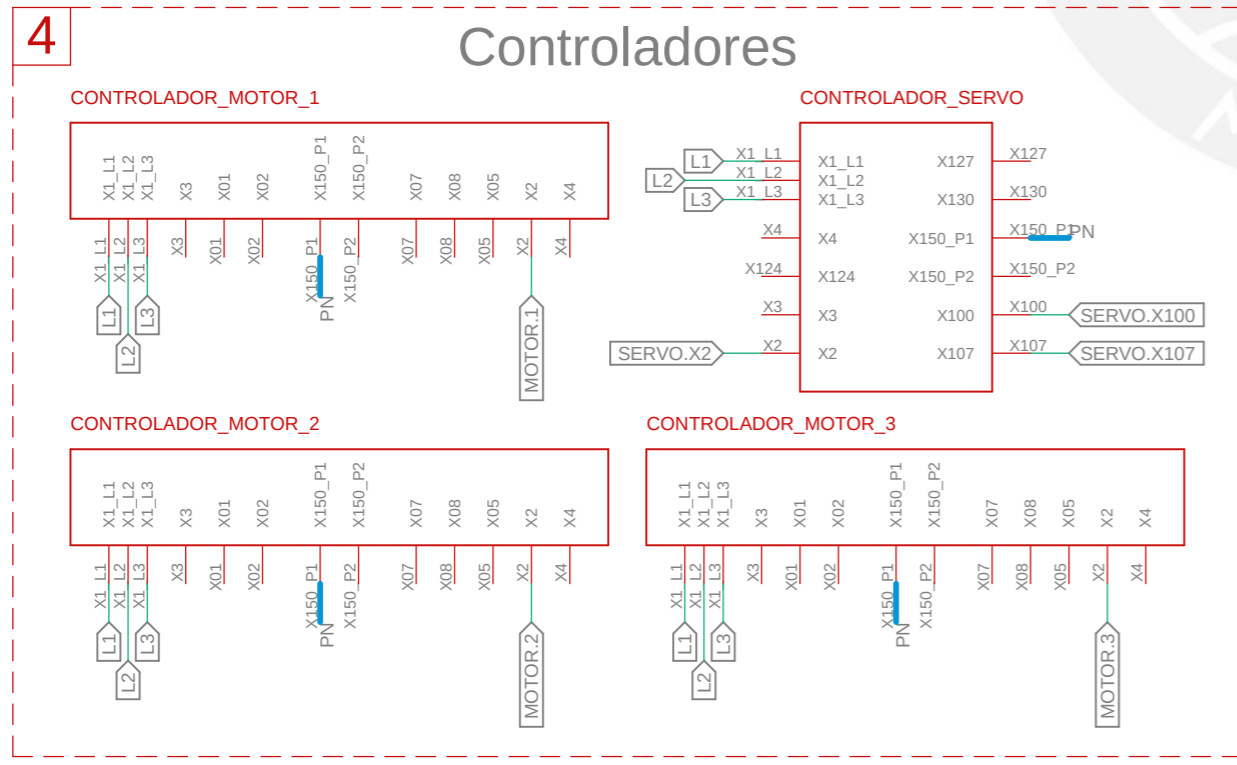 4
Controladores
CONTROLADOR_MOTOR_1
X1_L1 X1_L2 X1_L3 X3 X01 X02 X150_P1 X150_P2 X07 X08 X05 X2 X4
X1_L1 X1_L2 X1_L3 X3 X01 X02 X150_P1 X150_P2 X07 X08 X05 X2 X4
L1 L2 L3 PN MOTOR.1
CONTROLADOR_SERVO
L1 X1_L1 X1_L1 X127 X127
L2 X1_L2 X1_L2
L3 X1_L3 X1_L3 X130 X130
X4 X4 X150_P1 X150_P1 PN
X124 X124 X150_P2 X150_P2
X3 X3 X100 X100 SERVO.X100
SERVO.X2 X2 X2 X107 X107 SERVO.X107
CONTROLADOR_MOTOR_2
X1_L1 X1_L2 X1_L3 X3 X01 X02 X150_P1 X150_P2 X07 X08 X05 X2 X4
X1_L1 X1_L2 X1_L3 X3 X01 X02 X150_P1 X150_P2 X07 X08 X05 X2 X4
L1 L2 L3 PN MOTOR.2
CONTROLADOR_MOTOR_3
X1_L1 X1_L2 X1_L3 X3 X01 X02 X150_P1 X150_P2 X07 X08 X05 X2 X4
X1_L1 X1_L2 X1_L3 X3 X01 X02 X150_P1 X150_P2 X07 X08 X05 X2 X4
L1 L2 L3 PN MOTOR.3